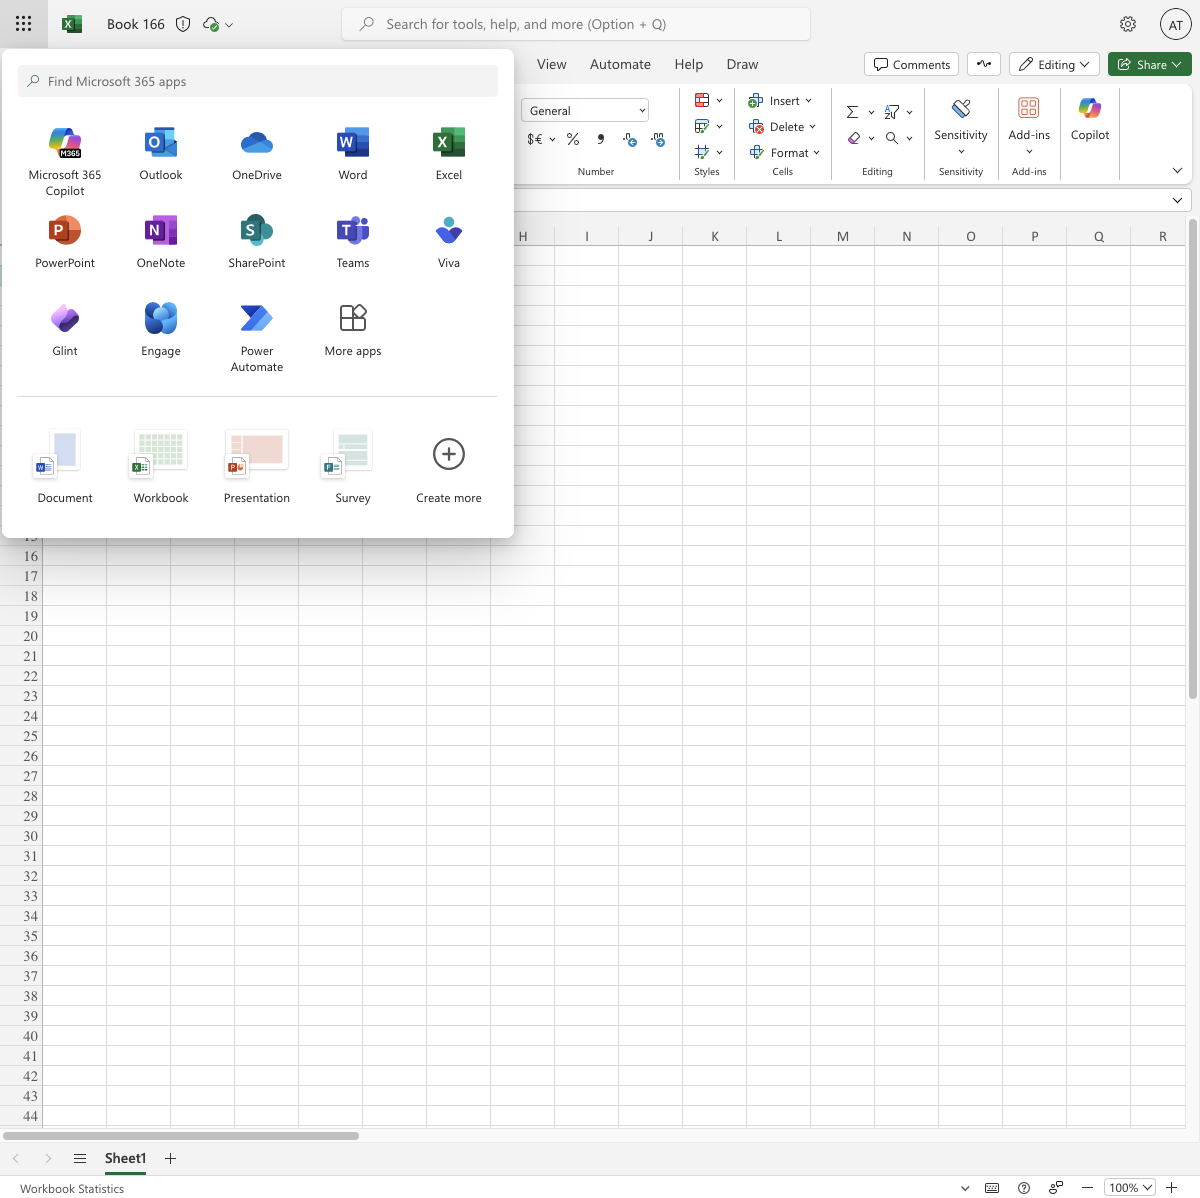 Book 166
Search for tools, help, and more (Option + Q)
AT
Find Microsoft 365 apps
View
Automate
Help
Draw
Comments
Editing
Share
M365
Microsoft 365
Copilot
Outlook
OneDrive
Word
Excel
PowerPoint
OneNote
SharePoint
Teams
Viva
Glint
Engage
Power
Automate
More apps
Document
Workbook
Presentation
Survey
Create more
General
$€
%
Number
Styles
Insert
Delete
Format
Cells
Editing
Sensitivity
Sensitivity
Add-ins
Add-ins
Copilot
H I J K L M N O P Q R
15
16
17
18
19
20
21
22
23
24
25
26
27
28
29
30
31
32
33
34
35
36
37
38
39
40
41
42
43
44
Sheet1
Workbook Statistics
100%